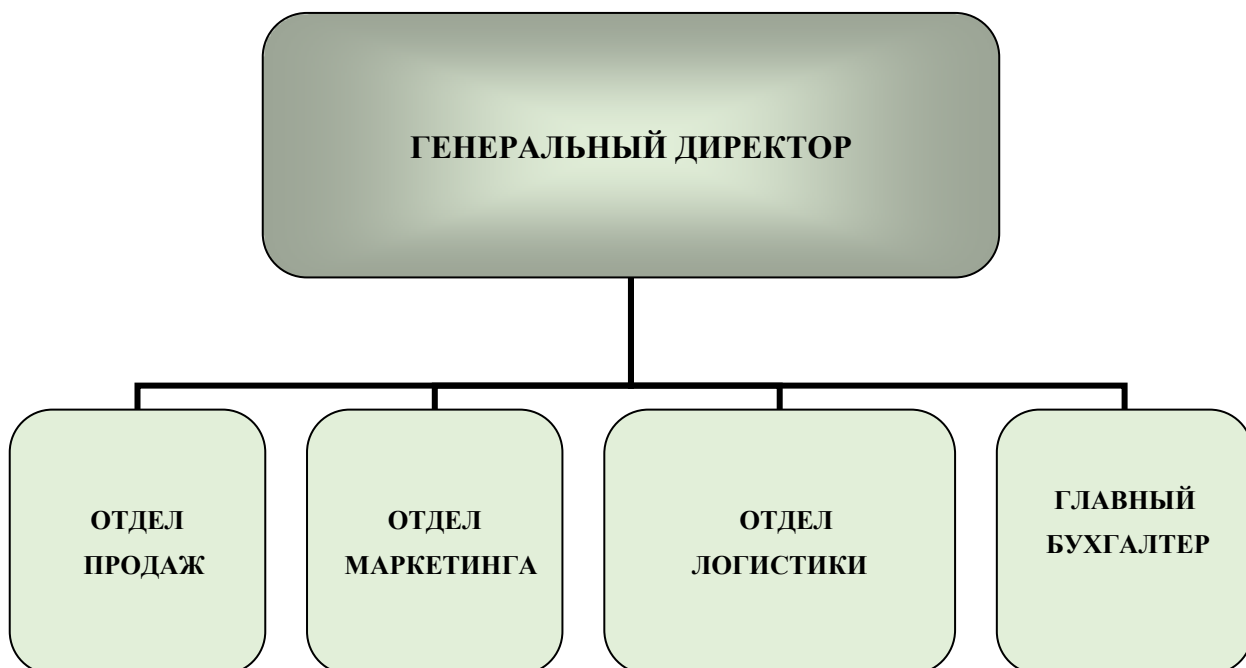 ГЕНЕРАЛЬНЫЙ ДИРЕКТОР
ОТДЕЛ
ПРОДАЖ
ОТДЕЛ
МАРКЕТИНГА
ОТДЕЛ
ЛОГИСТИКИ
ГЛАВНЫЙ
БУХГАЛТЕР